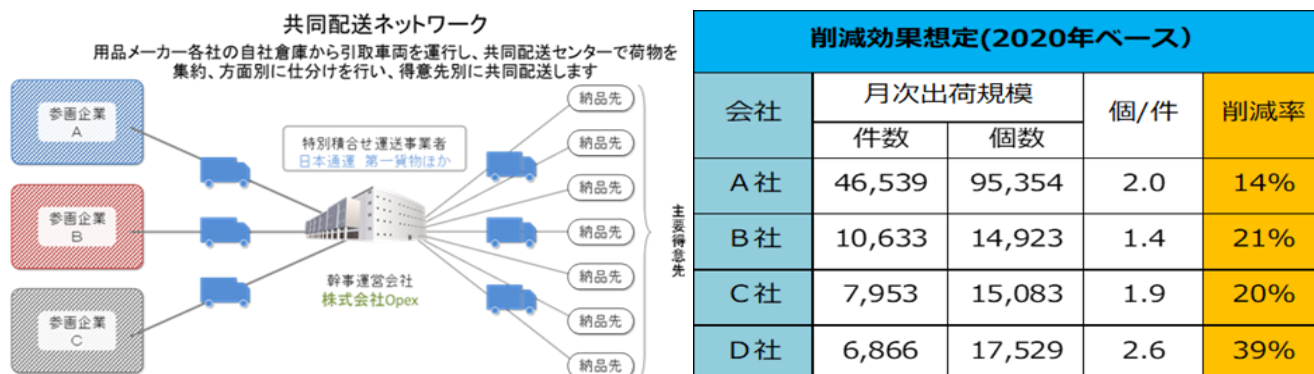 共同配送ネットワーク
用品メーカー各社の自社倉庫から引取車両を運行し、共同配送センターで荷物を
集約、方面別に仕分けを行い、得意先別に共同配送します
参画企業
A
参画企業
B
参画企業
C
特別積合せ運送事業者
日本通運 第一貨物ほか
幹事運営会社
株式会社Opex
納品先
納品先
納品先
納品先
納品先
納品先
納品先
主要得意先
削減効果想定(2020年ベース）
会社 月次出荷規模 個/件 削減率
件数 個数
A社 46,539 95,354 2.0 14%
B社 10,633 14,923 1.4 21%
C社 7,953 15,083 1.9 20%
D社 6,866 17,529 2.6 39%